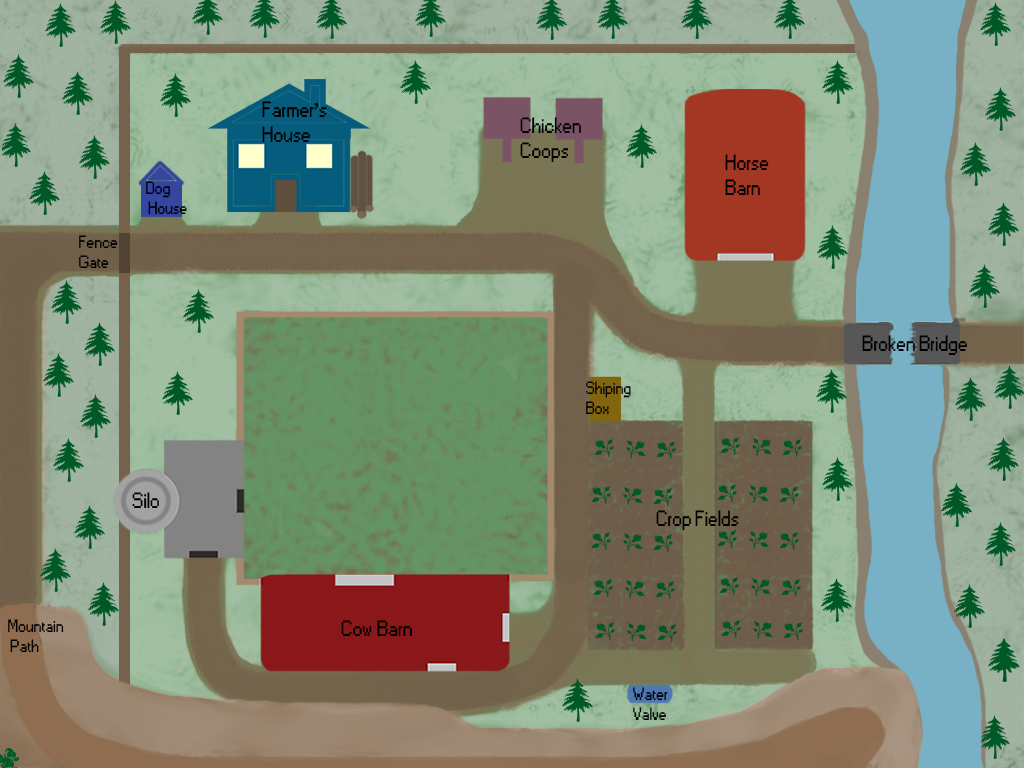 Farmer's
House
Chicken
Coops
Horse
Barn
Dog
House
Fence
Gate
Broken Bridge
Shiping
Box
Silo
Crop Fields
Cow Barn
Mountain
Path
Water
Valve